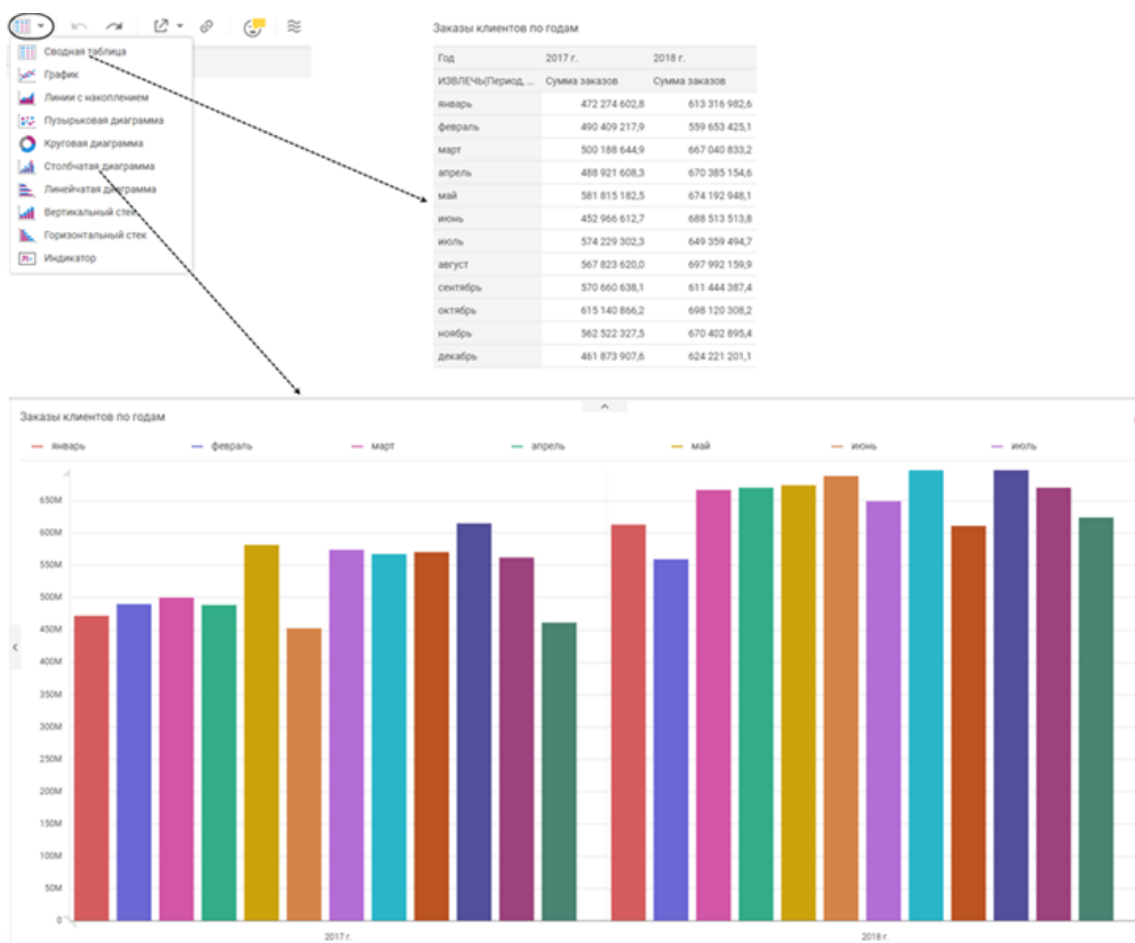 Сводная таблица
График
Линии с накоплением
Пузырьковая диаграмма
Круговая диаграмма
Столбчатая диаграмма
Линейчатая диаграмма
Вертикальный стек
Горизонтальный стек
Индикатор
Заказы клиентов по годам
Год 2017 г. 2018 г.
ИЗВЛЕЧЬ(Период, ... Сумма заказов Сумма заказов
январь 472 274 602,8 613 316 982,6
февраль 490 409 217,9 559 653 425,1
март 500 188 644,9 667 040 833,2
апрель 488 921 608,3 670 385 154,6
май 581 815 182,5 674 192 948,1
июнь 452 966 612,7 688 513 513,8
июль 574 229 302,3 649 359 494,7
август 567 823 620,0 697 992 159,9
сентябрь 570 660 638,1 611 444 387,4
октябрь 615 140 866,2 698 120 308,2
ноябрь 562 522 327,5 670 402 895,4
декабрь 461 873 907,6 624 221 201,1
Заказы клиентов по годам
январь февраль март апрель май июнь июль
650M
600M
550M
500M
450M
400M
350M
300M
250M
200M
150M
100M
50M
0
2017 г. 2018 г.